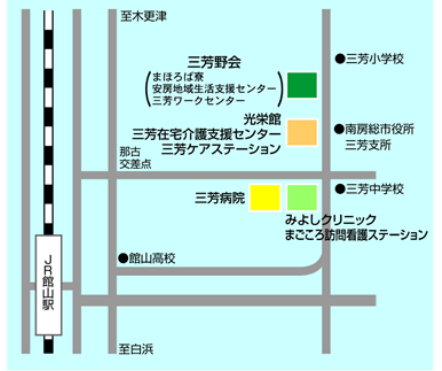 至木更津
三芳野会
(まほろば寮
安房地域生活支援センター
三芳ワークセンター)
●三芳小学校
光栄館
三芳在宅介護支援センター
三芳ケアステーション
●南房総市役所
三芳支所
那古
交差点
三芳病院
●三芳中学校
みよしクリニック
まごころ訪問看護ステーション
●館山高校
JR館山駅
至白浜